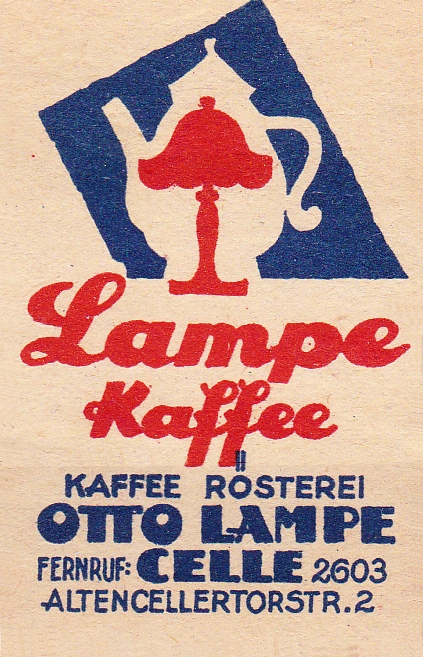 Lampe
Kaffee
KAFFEE RÖSTEREI
OTTO LAMPE
FERNRUF: CELLE 2603
ALTENCELLERTORSTR. 2